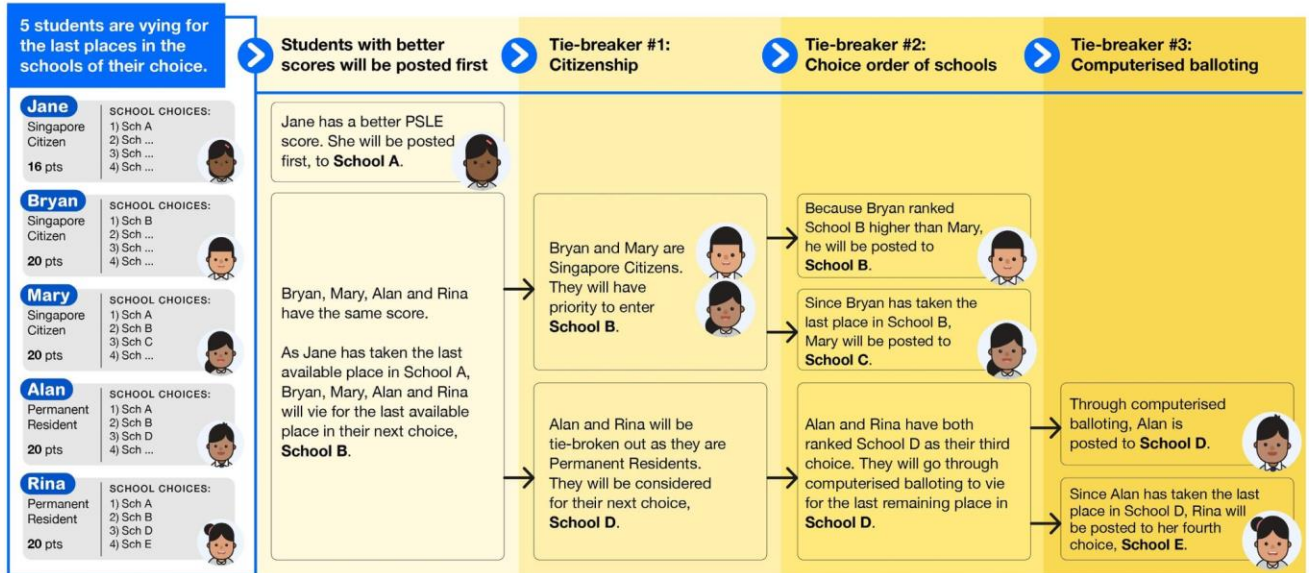 5 students are vying for
the last places in the
schools of their choice.
Students with better
scores will be posted first
Tie-breaker #1:
Citizenship
Tie-breaker #2:
Choice order of schools
Tie-breaker #3:
Computerised balloting
Jane
Singapore
Citizen
16 pts
SCHOOL CHOICES:
1) Sch A
2) Sch ...
3) Sch ...
4) Sch ...
Bryan
Singapore
Citizen
20 pts
SCHOOL CHOICES:
1) Sch B
2) Sch ...
3) Sch ...
4) Sch ...
Mary
Singapore
Citizen
20 pts
SCHOOL CHOICES:
1) Sch A
2) Sch B
3) Sch C
4) Sch ...
Alan
Permanent
Resident
20 pts
SCHOOL CHOICES:
1) Sch A
2) Sch B
3) Sch D
4) Sch ...
Rina
Permanent
Resident
20 pts
SCHOOL CHOICES:
1) Sch A
2) Sch B
3) Sch D
4) Sch E
Jane has a better PSLE
score. She will be posted
first, to School A.
Bryan, Mary, Alan and Rina
have the same score.
As Jane has taken the last
available place in School A,
Bryan, Mary, Alan and Rina
will vie for the last available
place in their next choice,
School B.
Bryan and Mary are
Singapore Citizens.
They will have
priority to enter
School B.
Alan and Rina will be
tie-broken out as they are
Permanent Residents.
They will be considered
for their next choice,
School D.
Because Bryan ranked
School B higher than Mary,
he will be posted to
School B.
Since Bryan has taken the
last place in School B,
Mary will be posted to
School C.
Alan and Rina have both
ranked School D as their third
choice. They will go through
computerised balloting to vie
for the last remaining place in
School D.
Through computerised
balloting, Alan is
posted to School D.
Since Alan has taken the last
place in School D, Rina will
be posted to her fourth
choice, School E.